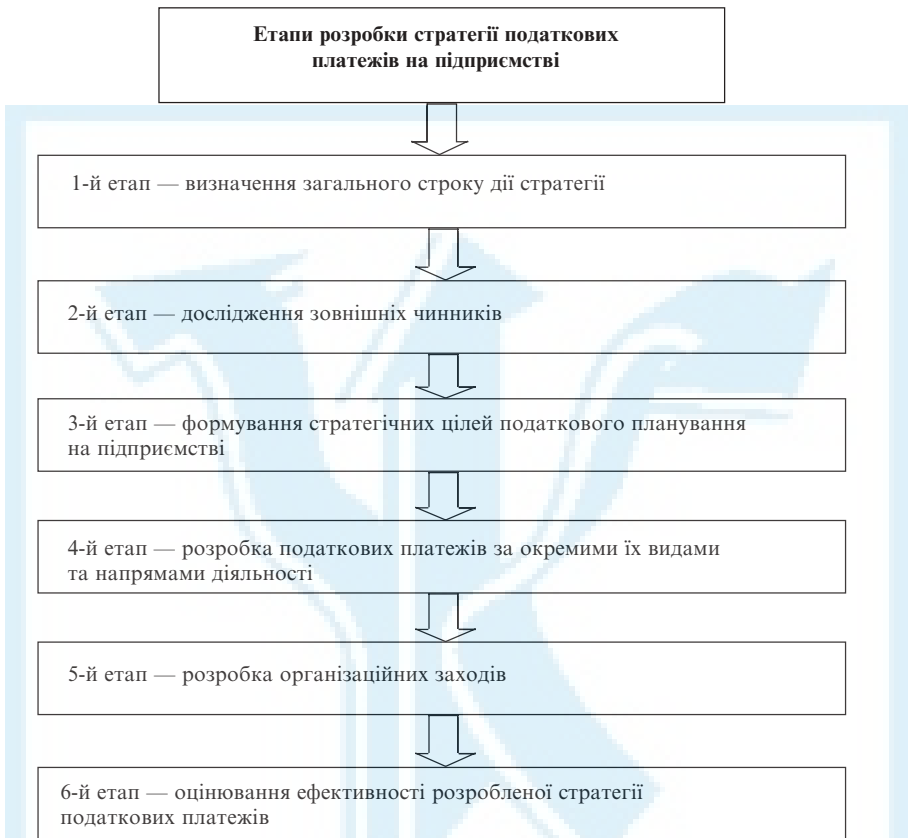 Етапи розробки стратегії податкових
платежів на підприємстві
1-й етап — визначення загального строку дії стратегії
2-й етап — дослідження зовнішніх чинників
3-й етап — формування стратегічних цілей податкового планування
на підприємстві
4-й етап — розробка податкових платежів за окремими їх видами
та напрямами діяльності
5-й етап — розробка організаційних заходів
6-й етап — оцінювання ефективності розробленої стратегії
податкових платежів